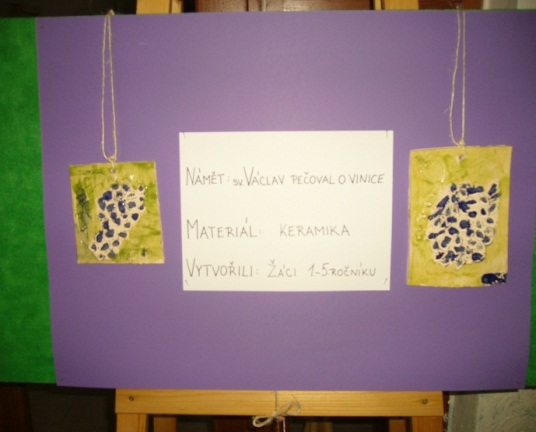 NÁMĚT: SV. VÁCLAV PEČOVAL O VINICE
MATERIÁL: KERAMIKA
VYTVOŘILI: ŽÁCI 1-5.ROČNÍKU